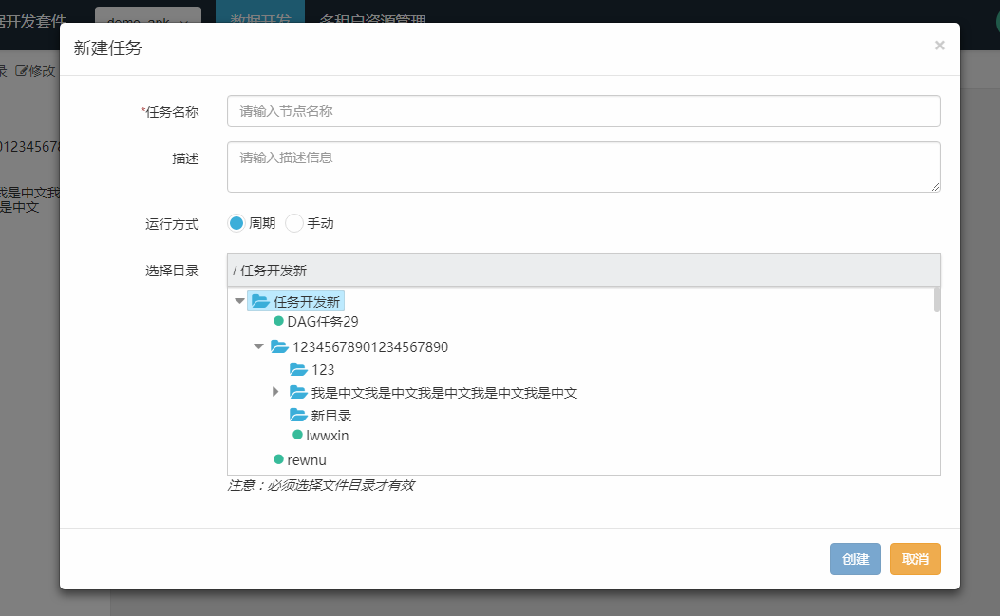 据开发套件 demo_apk 数据开发 多租户资源管理
新建任务 ×
录 修改
*任务名称 请输入节点名称
01234567
描述 请输入描述信息
我是中文我
是中文
运行方式 周期 手动
选择目录 / 任务开发新
任务开发新
DAG任务29
12345678901234567890
123
我是中文我是中文我是中文我是中文我是中文
新目录
lwwxin
rewnu
注意：必须选择文件目录才有效
创建 取消